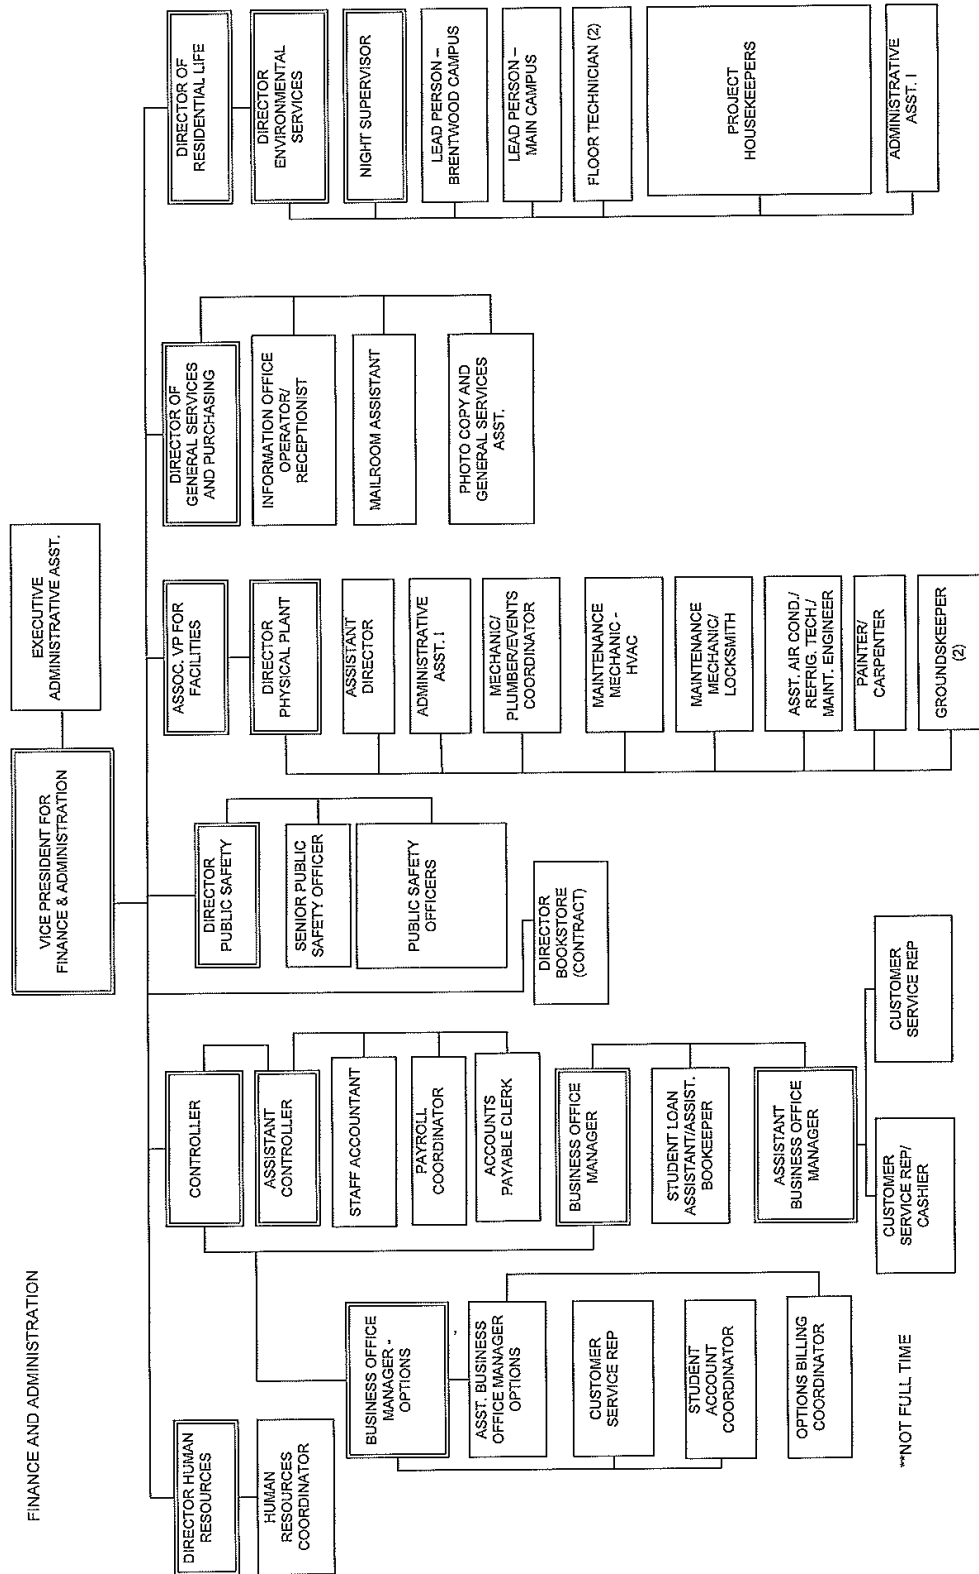 FINANCE AND ADMINISTRATION
VICE PRESIDENT FOR
FINANCE & ADMINISTRATION
EXECUTIVE
ADMINISTRATIVE ASST.
DIRECTOR HUMAN
RESOURCES
HUMAN
RESOURCES
COORDINATOR
CONTROLLER
ASSISTANT
CONTROLLER
STAFF ACCOUNTANT
PAYROLL
COORDINATOR
ACCOUNTS
PAYABLE CLERK
BUSINESS OFFICE
MANAGER -
OPTIONS
ASST. BUSINESS
OFFICE MANAGER
OPTIONS
CUSTOMER
SERVICE REP
STUDENT
ACCOUNT
COORDINATOR
OPTIONS BILLING
COORDINATOR
BUSINESS OFFICE
MANAGER
STUDENT LOAN
ASSISTANT/ASSIST.
BOOKEEPER
ASSISTANT
BUSINESS OFFICE
MANAGER
CUSTOMER
SERVICE REP/
CASHIER
CUSTOMER
SERVICE REP
DIRECTOR
BOOKSTORE
(CONTRACT)
DIRECTOR
PUBLIC SAFETY
SENIOR PUBLIC
SAFETY OFFICER
PUBLIC SAFETY
OFFICERS
ASSOC. VP FOR
FACILITIES
DIRECTOR
PHYSICAL PLANT
ASSISTANT
DIRECTOR
ADMINISTRATIVE
ASST. I
MECHANIC/
PLUMBER/EVENTS
COORDINATOR
MAINTENANCE
MECHANIC -
HVAC
MAINTENANCE
MECHANIC/
LOCKSMITH
ASST. AIR COND./
REFRIG. TECH./
MAINT. ENGINEER
PAINTER/
CARPENTER
GROUNDSKEEPER
(2)
DIRECTOR OF
GENERAL SERVICES
AND PURCHASING
INFORMATION OFFICE
OPERATOR/
RECEPTIONIST
MAILROOM ASSISTANT
PHOTO COPY AND
GENERAL SERVICES
ASST.
DIRECTOR OF
RESIDENTIAL LIFE
DIRECTOR
ENVIRONMENTAL
SERVICES
NIGHT SUPERVISOR
LEAD PERSON –
BRENTWOOD CAMPUS
LEAD PERSON –
MAIN CAMPUS
FLOOR TECHNICIAN (2)
PROJECT
HOUSEKEEPERS
ADMINISTRATIVE
ASST. I
**NOT FULL TIME